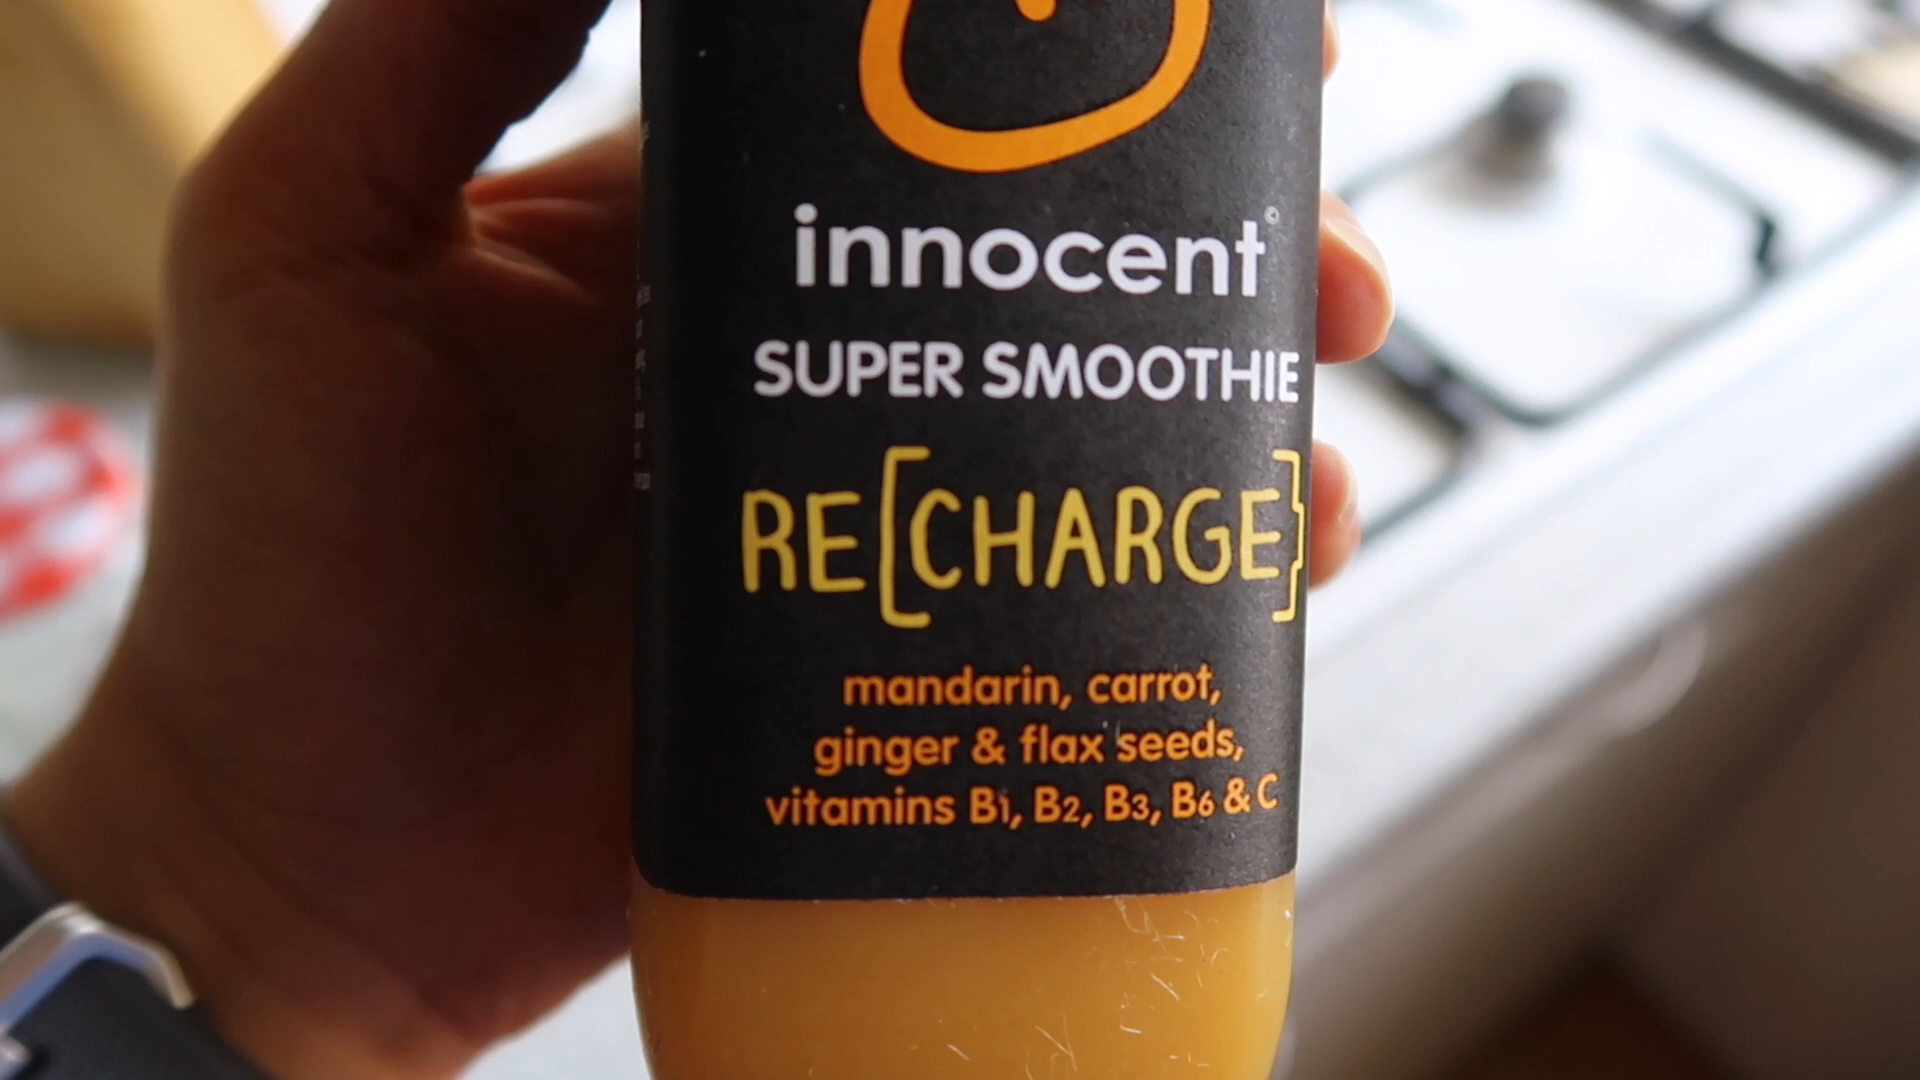 innocent©
SUPER SMOOTHIE
RE[CHARGE}
mandarin, carrot,
ginger & flax seeds,
vitamins B1, B2, B3, B6 & C